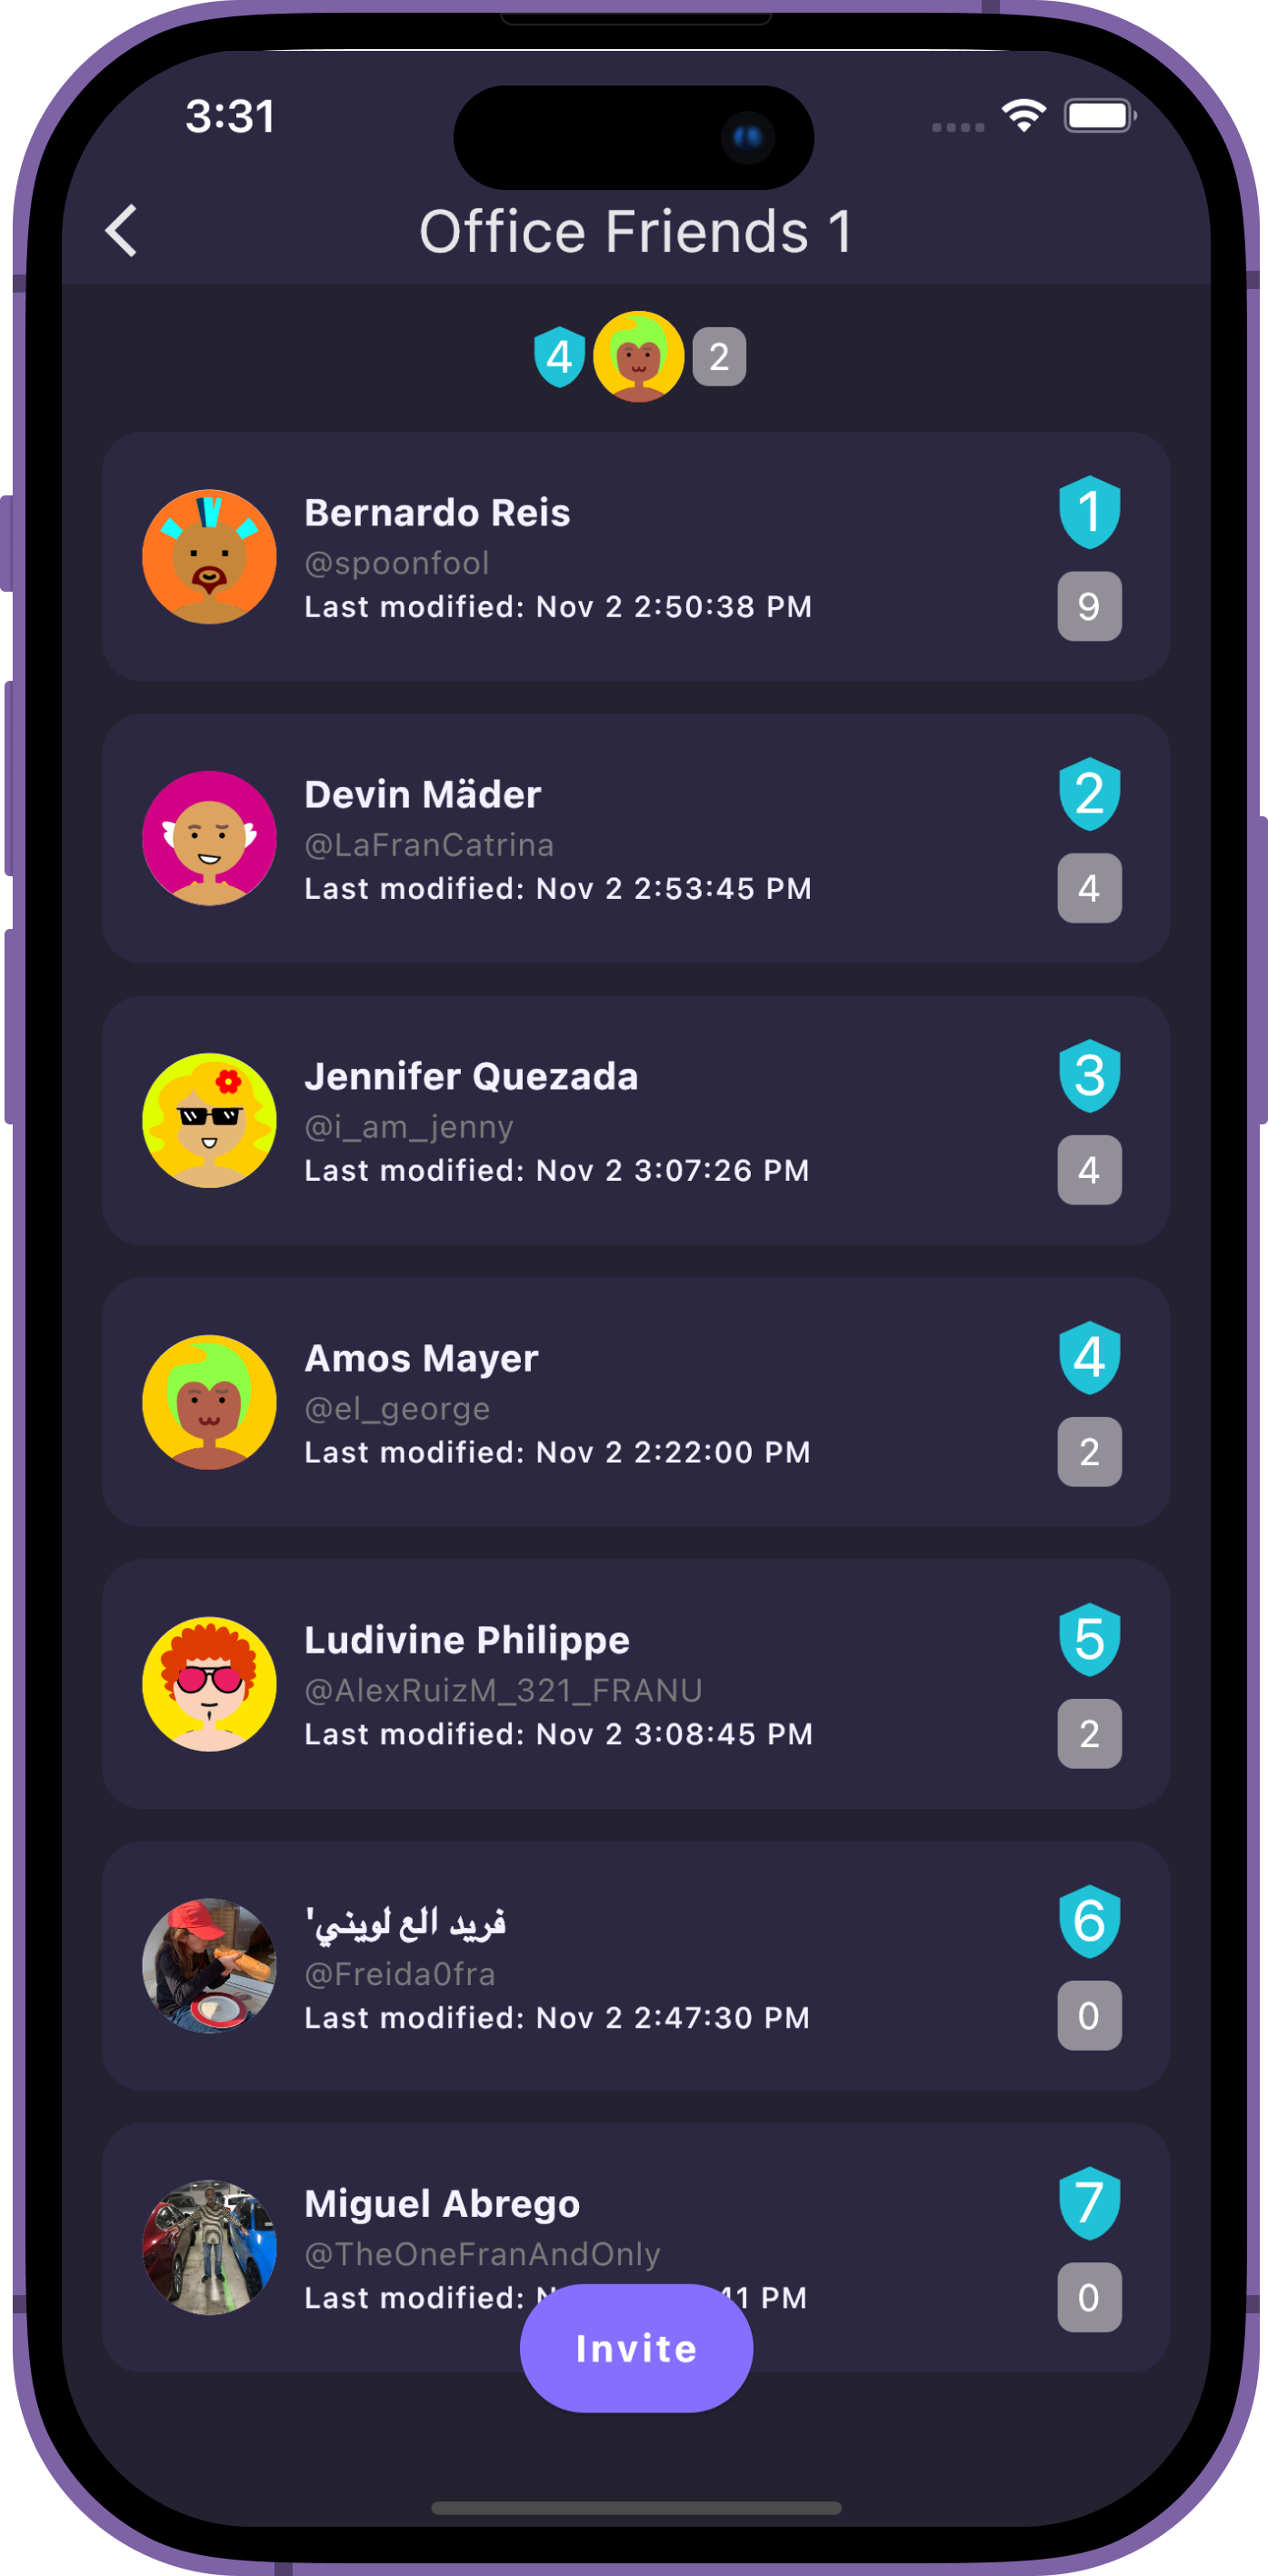 3:31
Office Friends 1
4 2
Bernardo Reis
1
@spoonfool
Last modified: Nov 2 2:50:38 PM
9
Devin Mäder
2
@LaFranCatrina
Last modified: Nov 2 2:53:45 PM
4
Jennifer Quezada
3
@i_am_jenny
Last modified: Nov 2 3:07:26 PM
4
Amos Mayer
4
@el_george
Last modified: Nov 2 2:22:00 PM
2
Ludivine Philippe
5
@AlexRuizM_321_FRANU
Last modified: Nov 2 3:08:45 PM
2
فريد الع لويني'
6
@Freida0fra
Last modified: Nov 2 2:47:30 PM
0
Miguel Abrego
7
@TheOneFranAndOnly
Last modified: PM
0
Invite